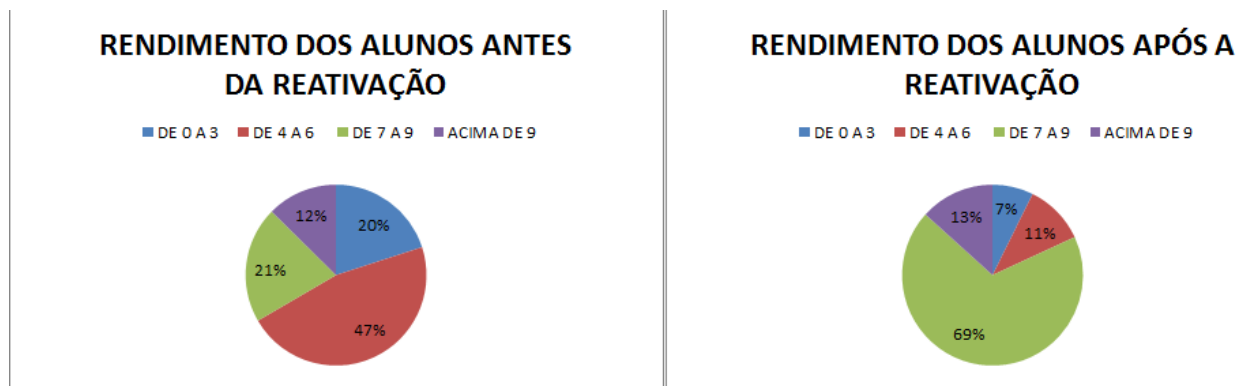 RENDIMENTO DOS ALUNOS ANTES
DA REATIVAÇÃO
DE 0 A 3 DE 4 A 6 DE 7 A 9 ACIMA DE 9
12%
20%
21%
47%
RENDIMENTO DOS ALUNOS APÓS A
REATIVAÇÃO
DE 0 A 3 DE 4 A 6 DE 7 A 9 ACIMA DE 9
13%
7%
11%
69%